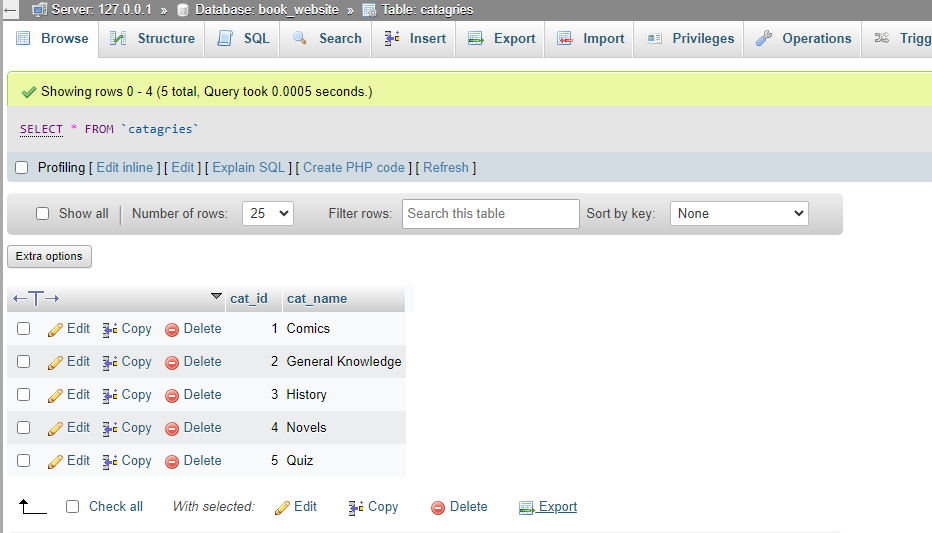 Server: 127.0.0.1 » Database: book_website » Table: catagries
Browse Structure SQL Search Insert Export Import Privileges Operations Trigg
Showing rows 0 - 4 (5 total, Query took 0.0005 seconds.)
SELECT * FROM `catagries`
Profiling [ Edit inline ] [ Edit ] [ Explain SQL ] [ Create PHP code ] [ Refresh ]
Show all Number of rows: 25 Filter rows: Search this table Sort by key: None
Extra options
←T→ cat_id cat_name
Edit Copy Delete 1 Comics
Edit Copy Delete 2 General Knowledge
Edit Copy Delete 3 History
Edit Copy Delete 4 Novels
Edit Copy Delete 5 Quiz
Check all With selected: Edit Copy Delete Export